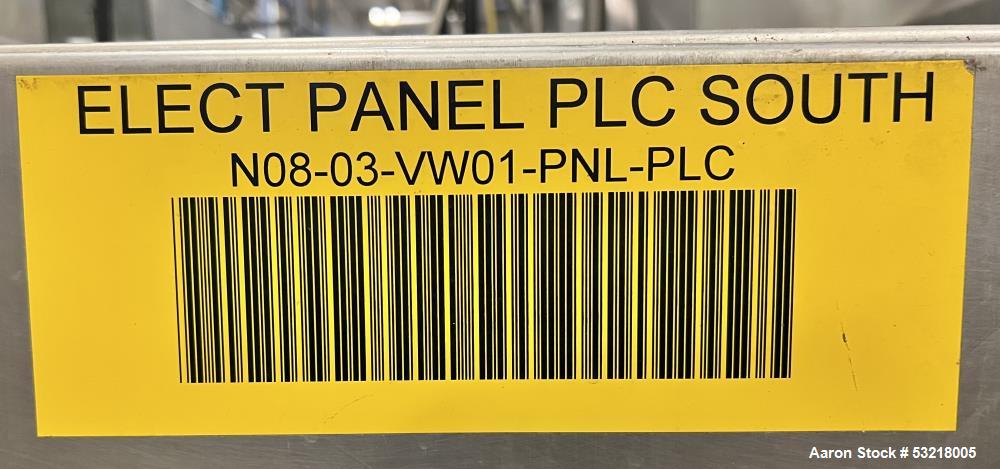 ELECT PANEL PLC SOUTH
N08-03-VW01-PNL-PLC
Aaron Stock # 53218005